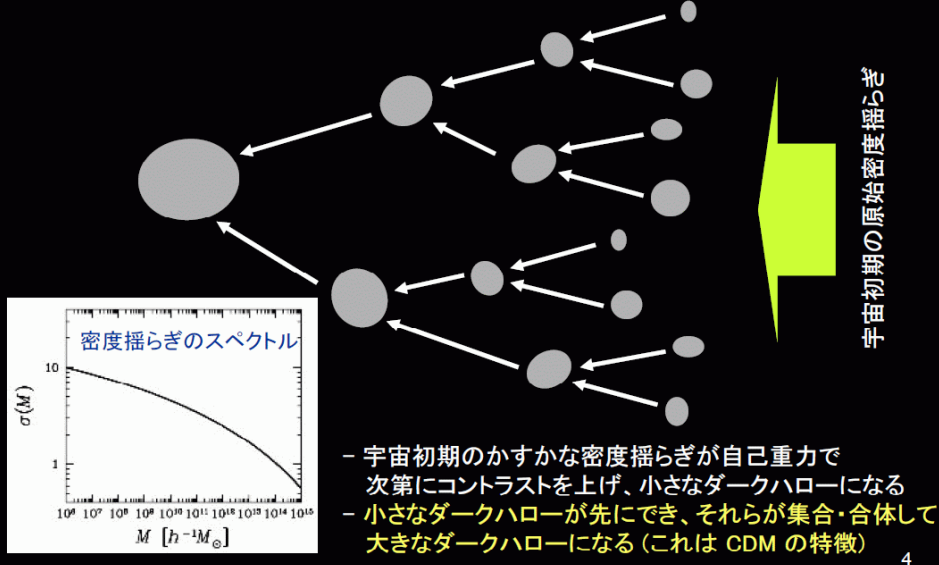 宇宙初期の原始密度揺らぎ
密度揺らぎのスペクトル
10
1
σ(M)
10⁶ 10⁷ 10⁸ 10⁹ 10¹⁰ 10¹¹ 10¹² 10¹³ 10¹⁴ 10¹⁵
M [h⁻¹M☉]
– 宇宙初期のかすかな密度揺らぎが自己重力で
次第にコントラストを上げ、小さなダークハローになる
– 小さなダークハローが先にでき、それらが集合・合体して
大きなダークハローになる (これは CDM の特徴)
4